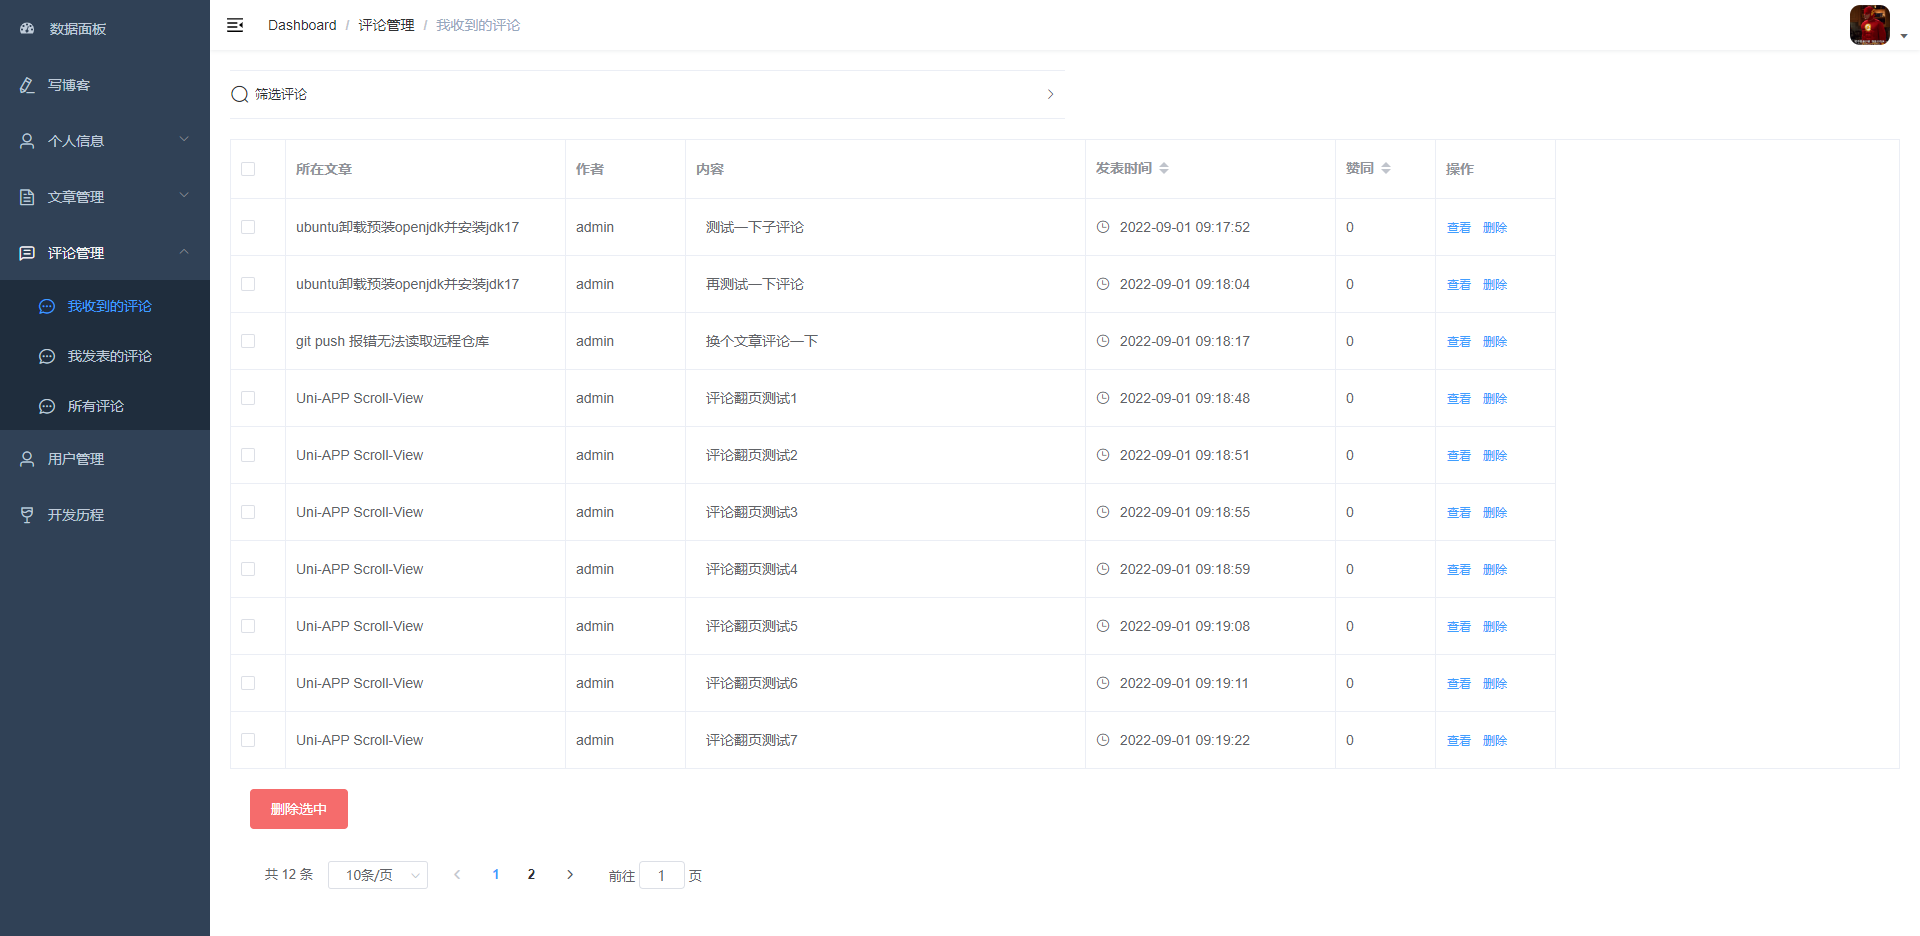 数据面板
写博客
个人信息
文章管理
评论管理
我收到的评论
我发表的评论
所有评论
用户管理
开发历程
Dashboard / 评论管理 / 我收到的评论
筛选评论
所在文章 作者 内容 发表时间 赞同 操作
ubuntu卸载预装openjdk并安装jdk17 admin 测试一下子评论 2022-09-01 09:17:52 0 查看 删除
ubuntu卸载预装openjdk并安装jdk17 admin 再测试一下评论 2022-09-01 09:18:04 0 查看 删除
git push 报错无法读取远程仓库 admin 换个文章评论一下 2022-09-01 09:18:17 0 查看 删除
Uni-APP Scroll-View admin 评论翻页测试1 2022-09-01 09:18:48 0 查看 删除
Uni-APP Scroll-View admin 评论翻页测试2 2022-09-01 09:18:51 0 查看 删除
Uni-APP Scroll-View admin 评论翻页测试3 2022-09-01 09:18:55 0 查看 删除
Uni-APP Scroll-View admin 评论翻页测试4 2022-09-01 09:18:59 0 查看 删除
Uni-APP Scroll-View admin 评论翻页测试5 2022-09-01 09:19:08 0 查看 删除
Uni-APP Scroll-View admin 评论翻页测试6 2022-09-01 09:19:11 0 查看 删除
Uni-APP Scroll-View admin 评论翻页测试7 2022-09-01 09:19:22 0 查看 删除
删除选中
共 12 条 10条/页 1 2 前往 1 页